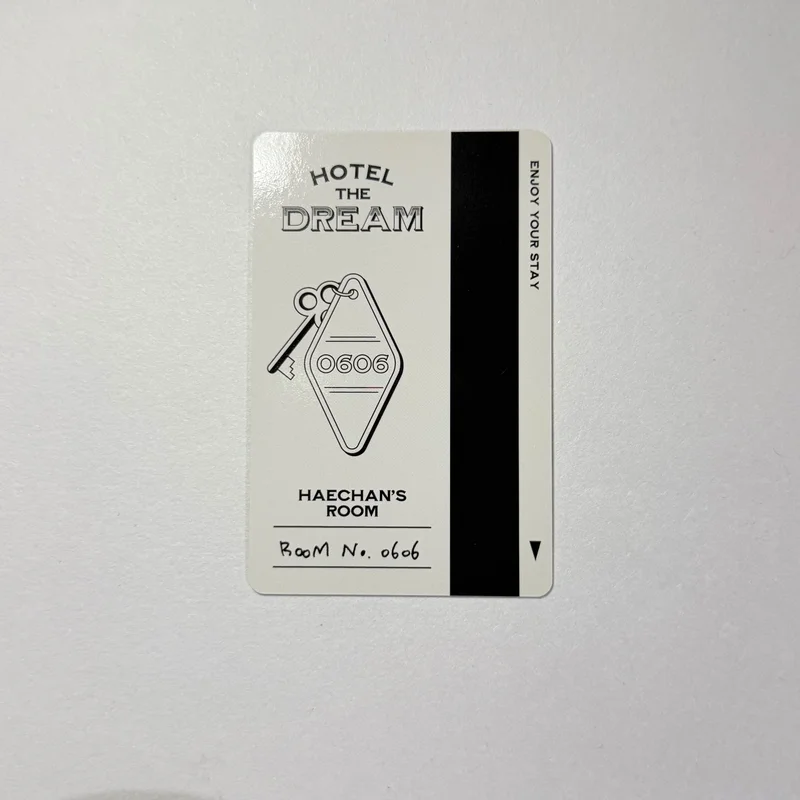 HOTEL
THE
DREAM
0606
HAECHAN'S
ROOM
ROOM No. 0606
ENJOY YOUR STAY